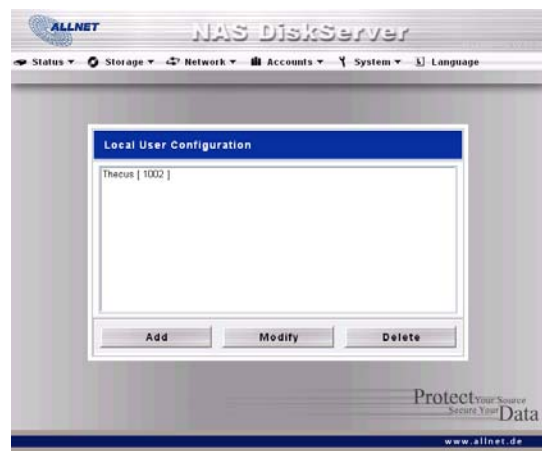 ALLNET
NAS DiskServer
Status Storage Network Accounts System Language
Local User Configuration
Thecus [ 1002 ]
Add Modify Delete
Protect Your Source
Secure Your Data
www.allnet.de